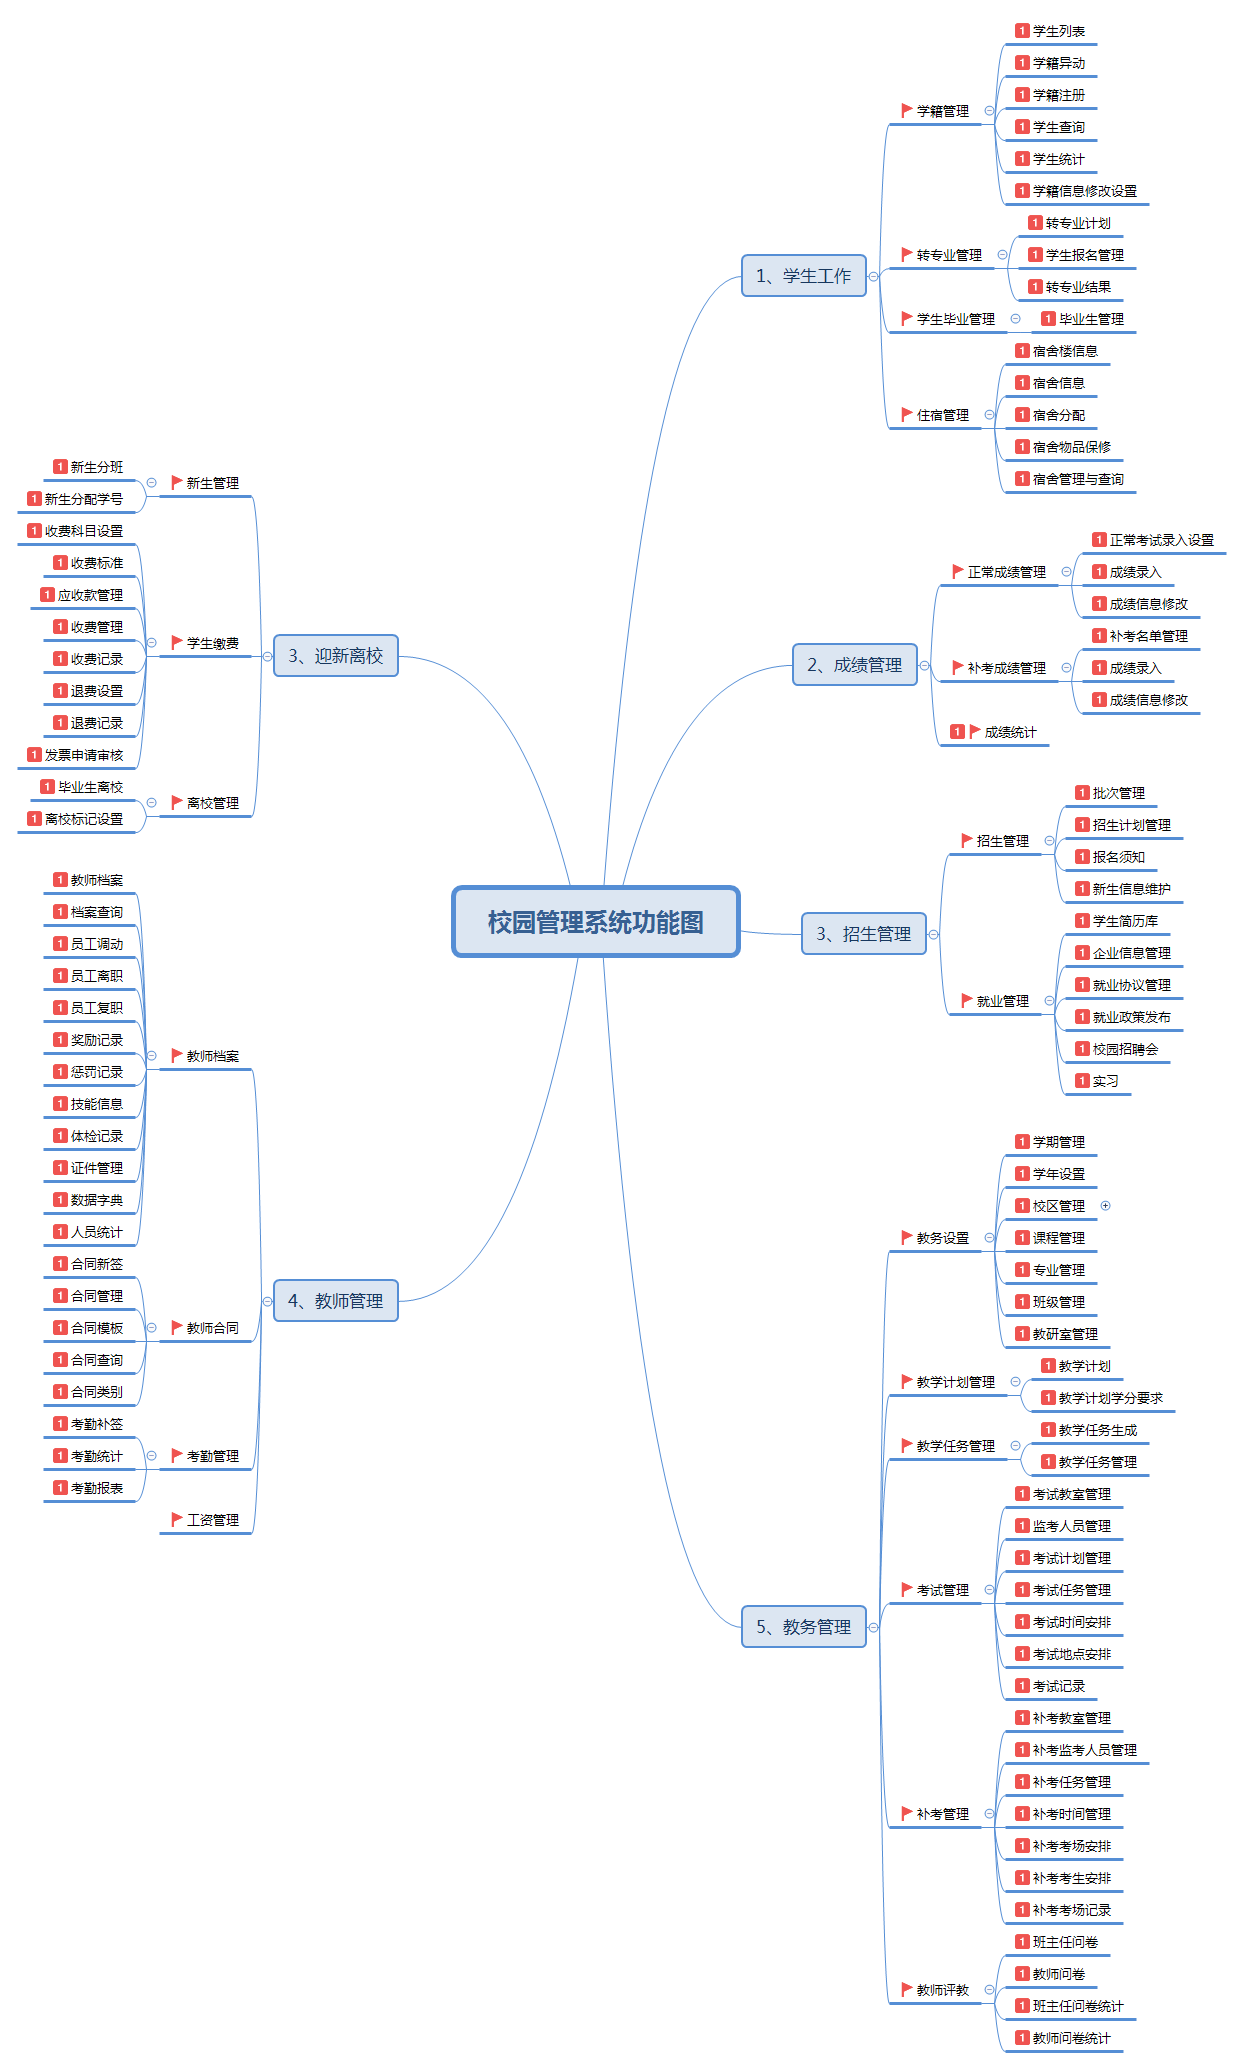 校园管理系统功能图
1、学生工作
学籍管理
1 学生列表
1 学籍异动
1 学籍注册
1 学生查询
1 学生统计
1 学籍信息修改设置
转专业管理
1 转专业计划
1 学生报名管理
1 转专业结果
学生毕业管理
1 毕业生管理
住宿管理
1 宿舍楼信息
1 宿舍信息
1 宿舍分配
1 宿舍物品保修
1 宿舍管理与查询
2、成绩管理
正常成绩管理
1 正常考试录入设置
1 成绩录入
1 成绩信息修改
补考成绩管理
1 补考名单管理
1 成绩录入
1 成绩信息修改
1 成绩统计
3、招生管理
招生管理
1 批次管理
1 招生计划管理
1 报名须知
1 新生信息维护
就业管理
1 学生简历库
1 企业信息管理
1 就业协议管理
1 就业政策发布
1 校园招聘会
1 实习
5、教务管理
教务设置
1 学期管理
1 学年设置
1 校区管理
1 课程管理
1 专业管理
1 班级管理
1 教研室管理
教学计划管理
1 教学计划
1 教学计划学分要求
教学任务管理
1 教学任务生成
1 教学任务管理
考试管理
1 考试教室管理
1 监考人员管理
1 考试计划管理
1 考试任务管理
1 考试时间安排
1 考试地点安排
1 考试记录
补考管理
1 补考教室管理
1 补考监考人员管理
1 补考任务管理
1 补考时间管理
1 补考考场安排
1 补考考生安排
1 补考考场记录
教师评教
1 班主任问卷
1 教师问卷
1 班主任问卷统计
1 教师问卷统计
3、迎新离校
新生管理
1 新生分班
1 新生分配学号
学生缴费
1 收费科目设置
1 收费标准
1 应收款管理
1 收费管理
1 收费记录
1 退费设置
1 退费记录
1 发票申请审核
离校管理
1 毕业生离校
1 离校标记设置
4、教师管理
教师档案
1 教师档案
1 档案查询
1 员工调动
1 员工离职
1 员工复职
1 奖励记录
1 惩罚记录
1 技能信息
1 体检记录
1 证件管理
1 数据字典
1 人员统计
教师合同
1 合同新签
1 合同管理
1 合同模板
1 合同查询
1 合同类别
考勤管理
1 考勤补签
1 考勤统计
1 考勤报表
工资管理